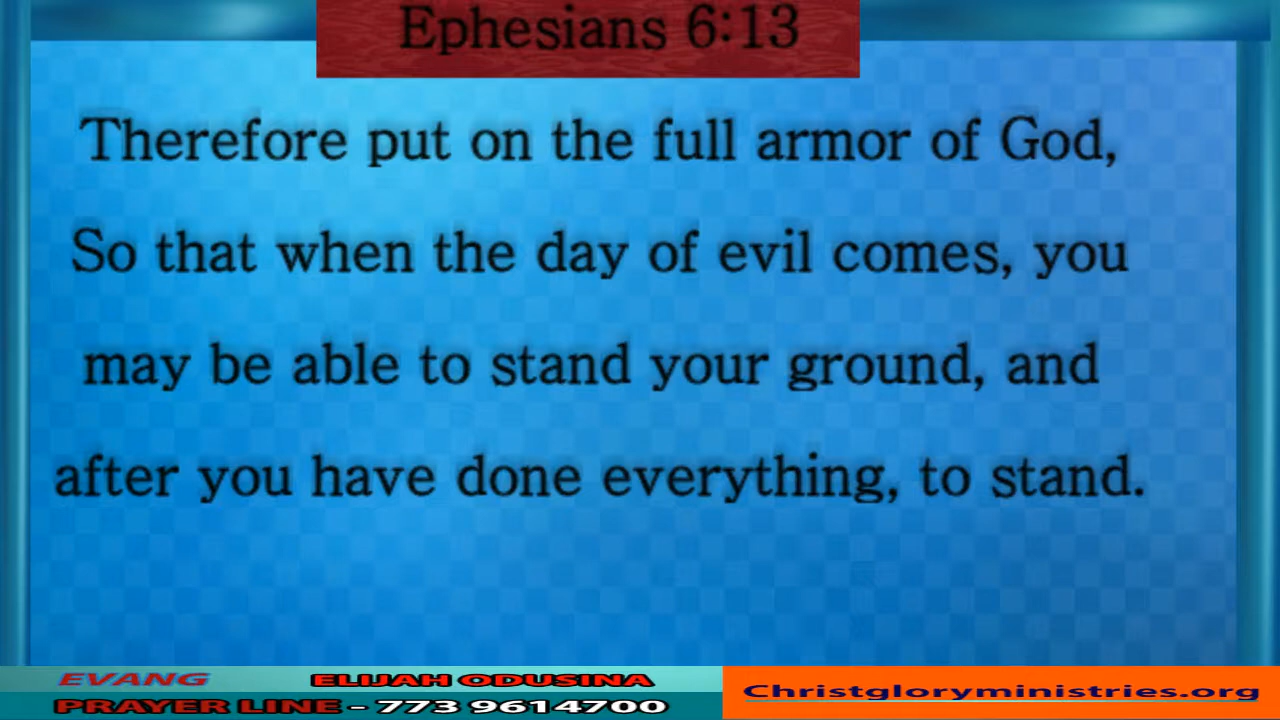 Ephesians 6:13
Therefore put on the full armor of God,
So that when the day of evil comes, you
may be able to stand your ground, and
after you have done everything, to stand.
EVANG ELIJAH ODUSINA
PRAYER LINE - 773 9614700
Christgloryministries.org